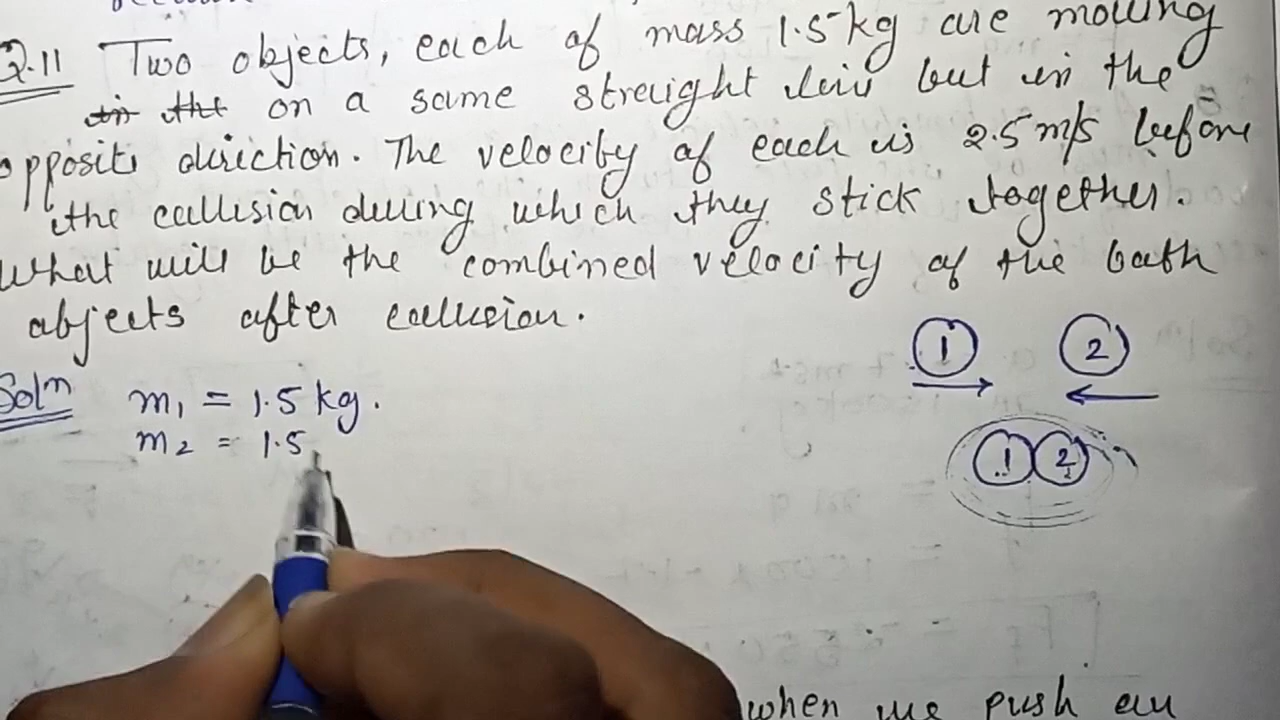 Q.11 Two objects, each of mass 1.5 kg are moving
in the on a same straight line but in the
opposite direction. The velocity of each is 2.5 m/s before
the collision during which they stick together.
What will be the combined velocity of the both
objects after collision.
1 2
Solⁿ m₁ = 1.5 kg.
m₂ = 1.5
1 2
when we push an